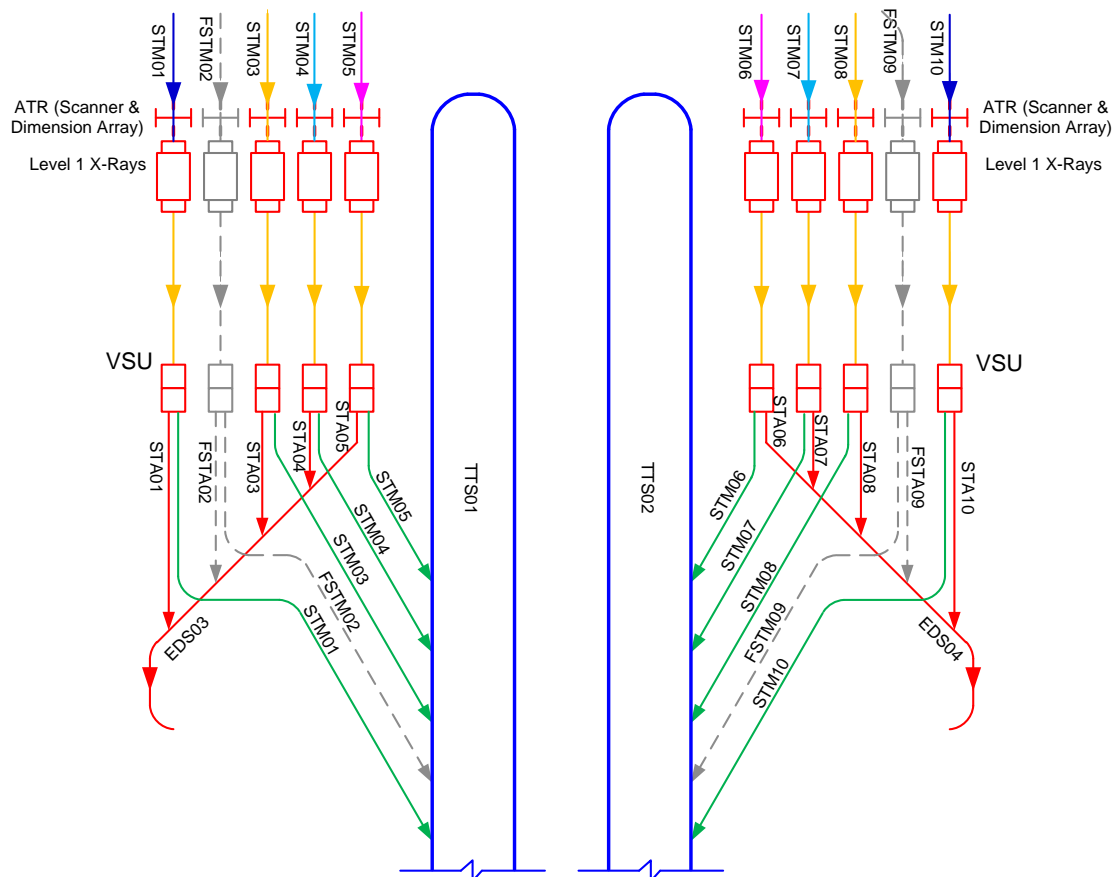 STM01
FSTM02
STM03
STM04
STM05
STM06
STM07
STM08
FSTM09
STM10
ATR (Scanner &
Dimension Array)
Level 1 X-Rays
ATR (Scanner &
Dimension Array)
Level 1 X-Rays
VSU
VSU
STA01
FSTA02
STA03
STA04
STA05
STA06
STA07
STA08
FSTA09
STA10
TTS01
TTS02
STM05
STM04
STM03
FSTM02
STM01
STM06
STM07
STM08
FSTM09
STM10
EDS03
EDS04